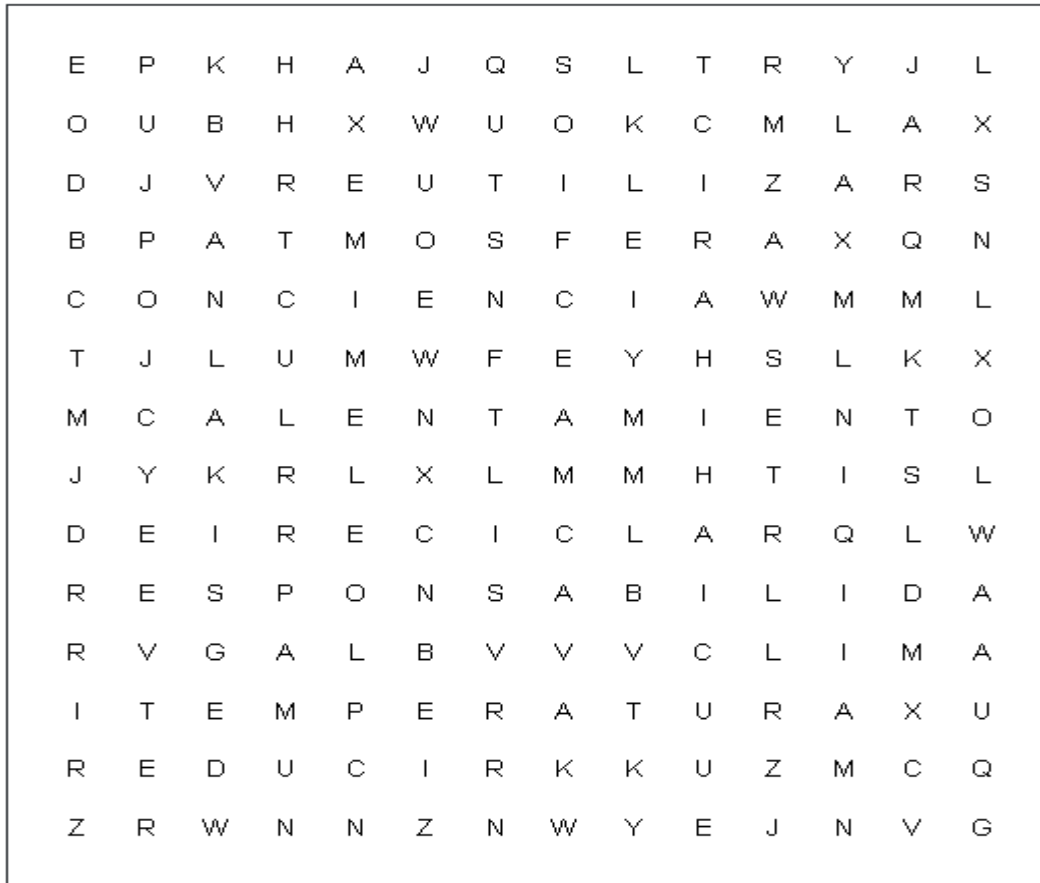 E P K H A J Q S L T R Y J L
O U B H X W U O K C M L A X
D J V R E U T I L I Z A R S
B P A T M O S F E R A X Q N
C O N C I E N C I A W M M L
T J L U M W F E Y H S L K X
M C A L E N T A M I E N T O
J Y K R L X L M M H T I S L
D E I R E C I C L A R Q L W
R E S P O N S A B I L I D A
R V G A L B V V V C L I M A
I T E M P E R A T U R A X U
R E D U C I R K K U Z M C Q
Z R W N N Z N W Y E J N V G